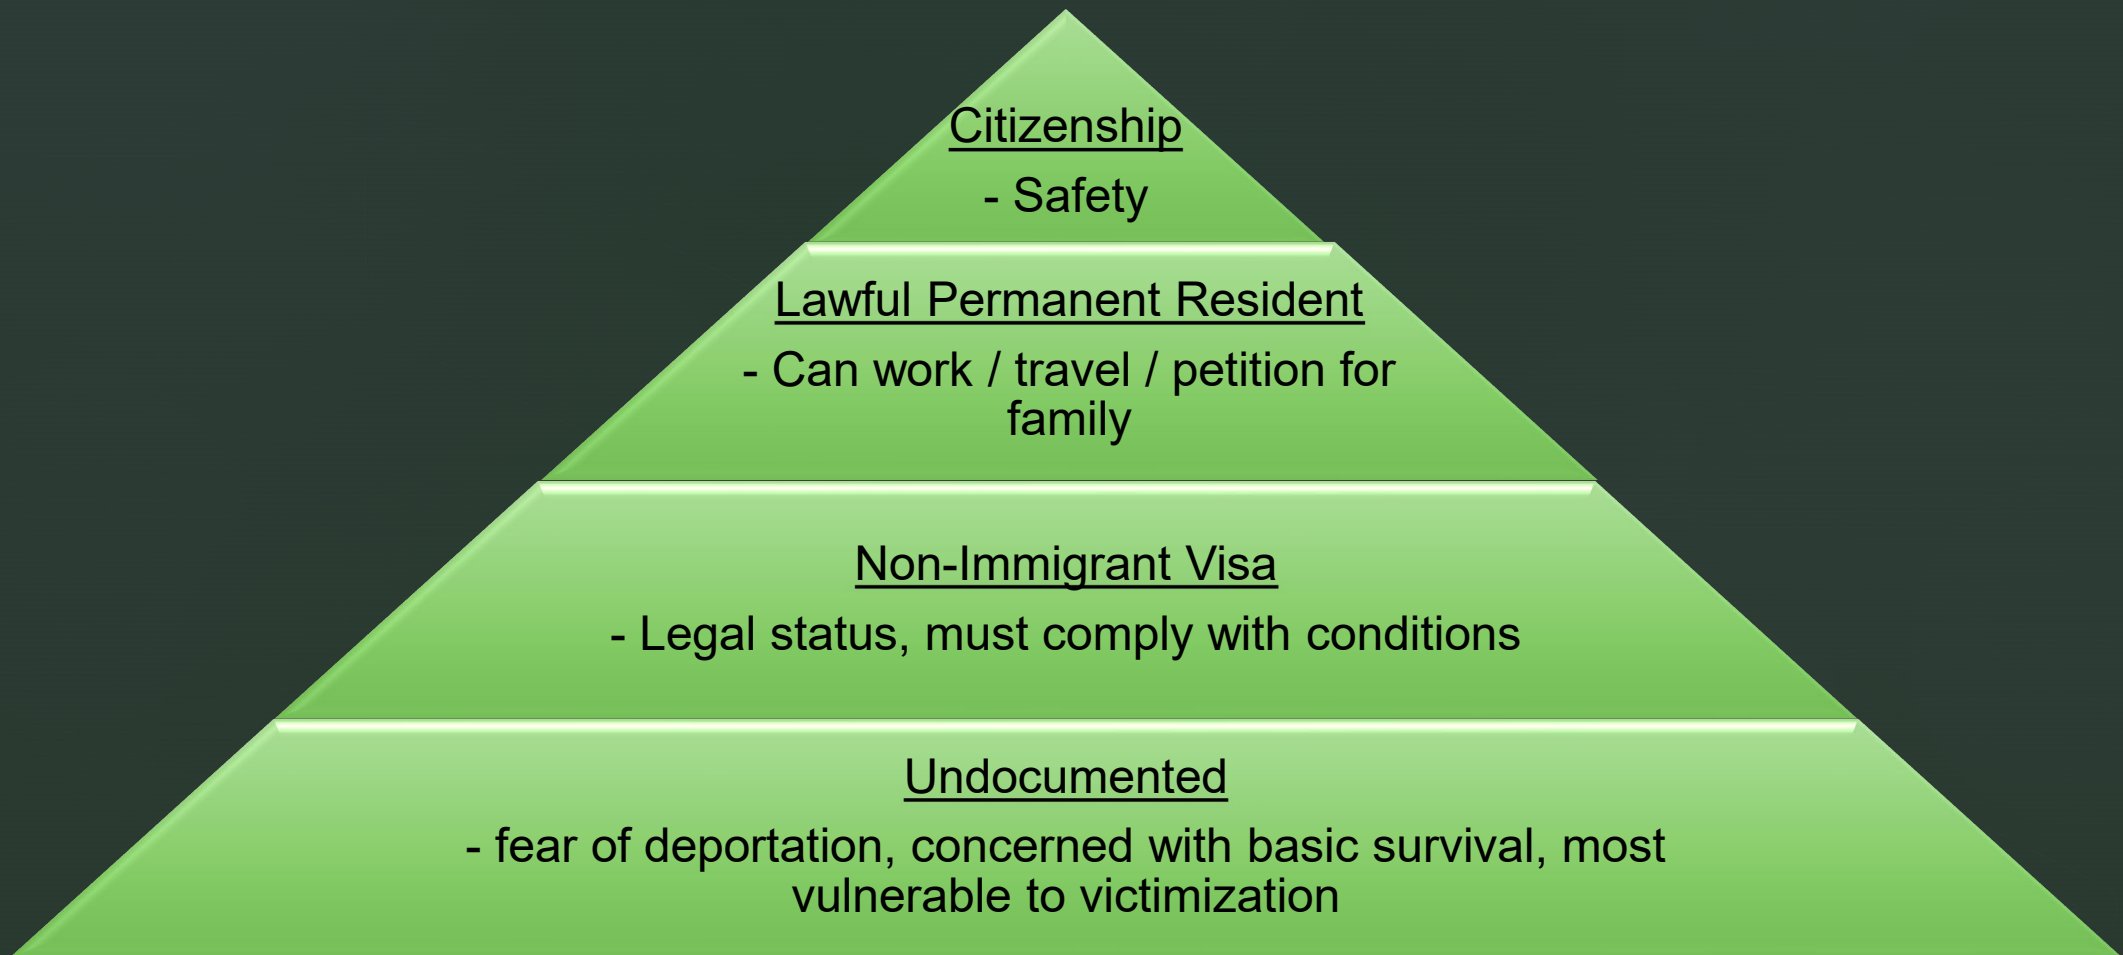 Citizenship
- Safety
Lawful Permanent Resident
- Can work / travel / petition for
family
Non-Immigrant Visa
- Legal status, must comply with conditions
Undocumented
- fear of deportation, concerned with basic survival, most
vulnerable to victimization